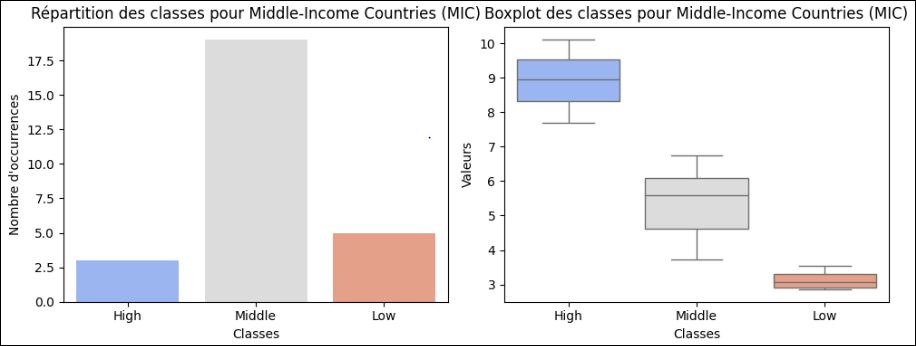 Répartition des classes pour Middle-Income Countries (MIC)
17.5
15.0
12.5
10.0
7.5
5.0
2.5
0.0
Nombre d'occurrences
High Middle Low
Classes
Boxplot des classes pour Middle-Income Countries (MIC)
10
9
8
7
6
5
4
3
Valeurs
High Middle Low
Classes